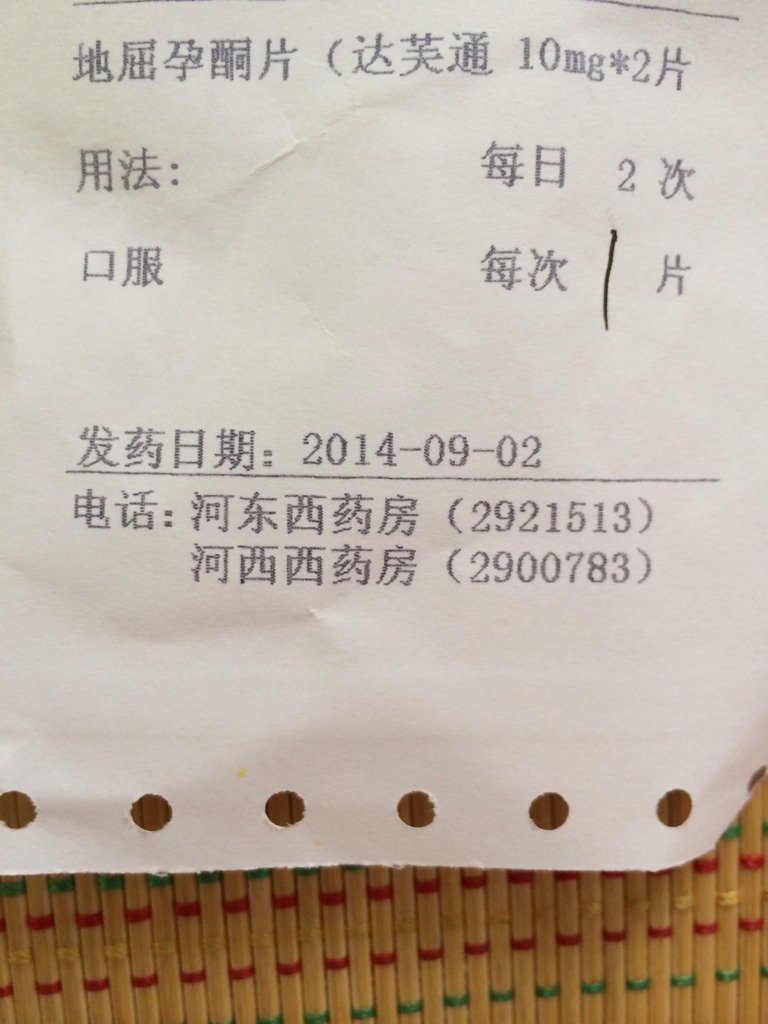 地屈孕酮片（达芙通 10mg*2片
用法: 每日 2 次
口服 每次 1 片
发药日期: 2014-09-02
电话: 河东西药房（2921513）
河西西药房（2900783）